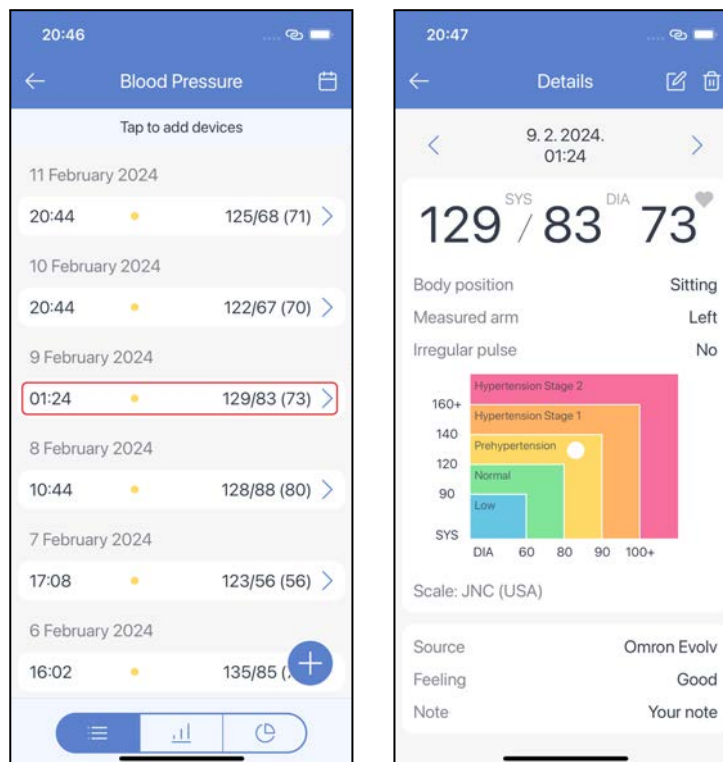 20:46
Blood Pressure
Tap to add devices
11 February 2024
20:44 125/68 (71)
10 February 2024
20:44 122/67 (70)
9 February 2024
01:24 129/83 (73)
8 February 2024
10:44 128/88 (80)
7 February 2024
17:08 123/56 (56)
6 February 2024
16:02 135/85 (
20:47
Details
9. 2. 2024.
01:24
SYS DIA
129 / 83 73
Body position Sitting
Measured arm Left
Irregular pulse No
Hypertension Stage 2
160+
Hypertension Stage 1
140
Prehypertension
120
Normal
90
Low
SYS
DIA 60 80 90 100+
Scale: JNC (USA)
Source Omron Evolv
Feeling Good
Note Your note